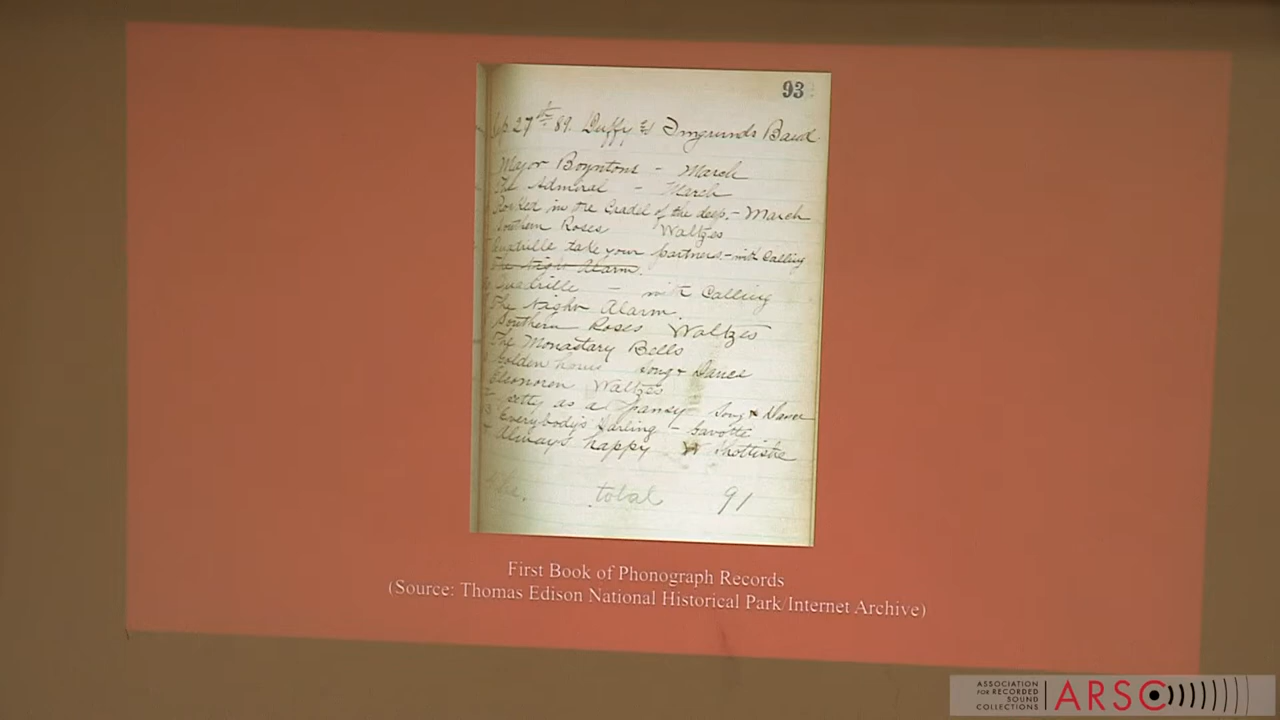 93
Sep 27th 89. Duffy & Imgrunds Band
Major Boyntons - March
The Admiral - March
Rocked in the Cradel of the deep. - March
Southern Roses Waltzes
Quadrille take your partners - with Calling
The Night Alarm.
Quadrille - with Calling
The Night Alarm
Southern Roses Waltzes
The Monastary Bells
Golden hours Song & Dance
Eleonoren Waltzes
as a pansy - Song & Dance
Everybody's Darling - Gavotte
Always happy Shottishe
total 91
First Book of Phonograph Records
(Source: Thomas Edison National Historical Park/Internet Archive)
ASSOCIATION
FOR RECORDED
SOUND
COLLECTIONS
ARSC